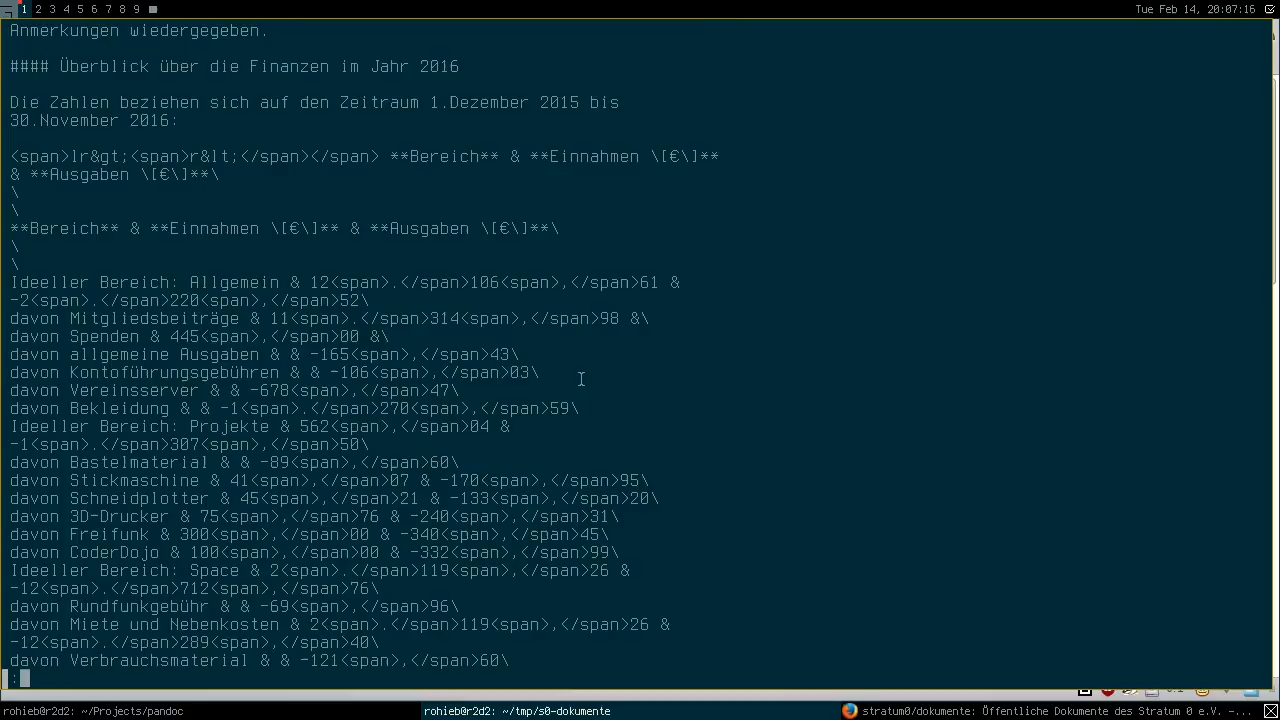 1 2 3 4 5 6 7 8 9
Tue Feb 14, 20:07:16
Anmerkungen wiedergegeben.
#### Überblick über die Finanzen im Jahr 2016
Die Zahlen beziehen sich auf den Zeitraum 1.Dezember 2015 bis
30.November 2016:
<span>lr&gt;<span>r&lt;</span></span> **Bereich** & **Einnahmen \[€\]**
& **Ausgaben \[€\]**\
\
\
**Bereich** & **Einnahmen \[€\]** & **Ausgaben \[€\]**\
\
\
Ideeller Bereich: Allgemein & 12<span>.</span>106<span>,</span>61 &
-2<span>.</span>220<span>,</span>52\
davon Mitgliedsbeiträge & 11<span>.</span>314<span>,</span>98 &\
davon Spenden & 445<span>,</span>00 &\
davon allgemeine Ausgaben & & -165<span>,</span>43\
davon Kontoführungsgebühren & & -106<span>,</span>03\
davon Vereinsserver & & -678<span>,</span>47\
davon Bekleidung & & -1<span>.</span>270<span>,</span>59\
Ideeller Bereich: Projekte & 562<span>,</span>04 &
-1<span>.</span>307<span>,</span>50\
davon Bastelmaterial & & -89<span>,</span>60\
davon Stickmaschine & 41<span>,</span>07 & -170<span>,</span>95\
davon Schneidplotter & 45<span>,</span>21 & -133<span>,</span>20\
davon 3D-Drucker & 75<span>,</span>76 & -240<span>,</span>31\
davon Freifunk & 300<span>,</span>00 & -340<span>,</span>45\
davon CoderDojo & 100<span>,</span>00 & -332<span>,</span>99\
Ideeller Bereich: Space & 2<span>.</span>119<span>,</span>26 &
-12<span>.</span>712<span>,</span>76\
davon Rundfunkgebühr & & -69<span>,</span>96\
davon Miete und Nebenkosten & 2<span>.</span>119<span>,</span>26 &
-12<span>.</span>289<span>,</span>40\
davon Verbrauchsmaterial & & -121<span>,</span>60\
:
rohieb@r2d2: ~/Projects/pandoc
rohieb@r2d2: ~/tmp/s0-dokumente
stratum0/dokumente: Öffentliche Dokumente des Stratum 0 e.V. -...